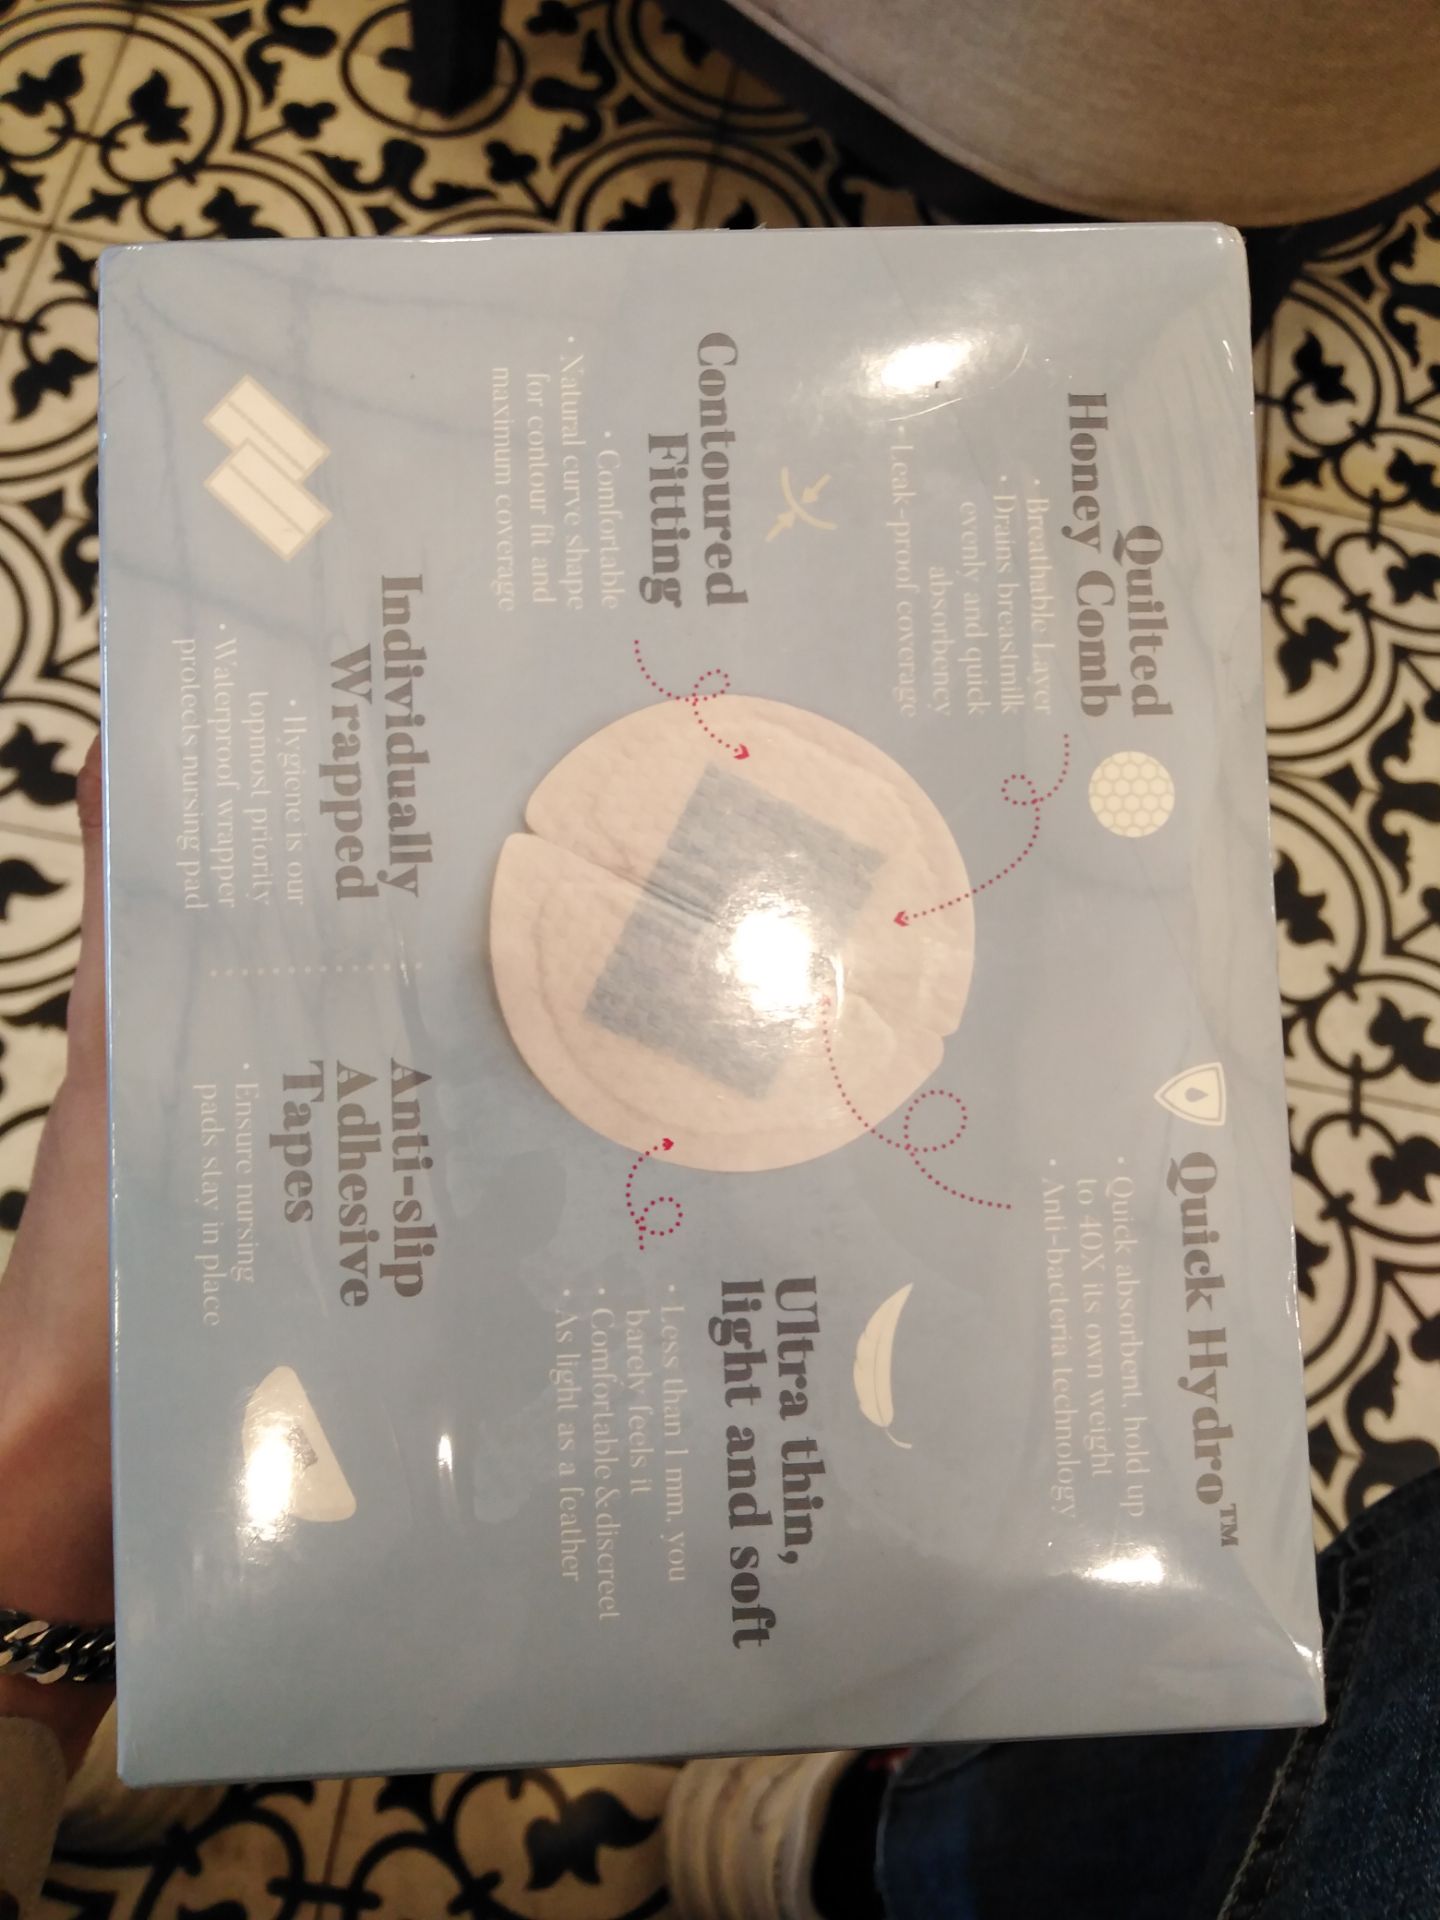 Quilted
Honey Comb
• Breathable Layer
• Drains breastmilk
evenly and quick
absorbency
• Leak-proof coverage
Quick Hydro™
• Quick absorbent, hold up
to 40X its own weight
• Anti-bacteria technology
Contoured
Fitting
• Comfortable
• Natural curve shape
for contour fit and
maximum coverage
Ultra thin,
light and soft
• Less than 1 mm, you
barely feels it
• Comfortable & discreet
• As light as a feather
Individually
Wrapped
• Hygiene is our
topmost priority
• Waterproof wrapper
protects nursing pad
Anti-slip
Adhesive
Tapes
• Ensure nursing
pads stay in place